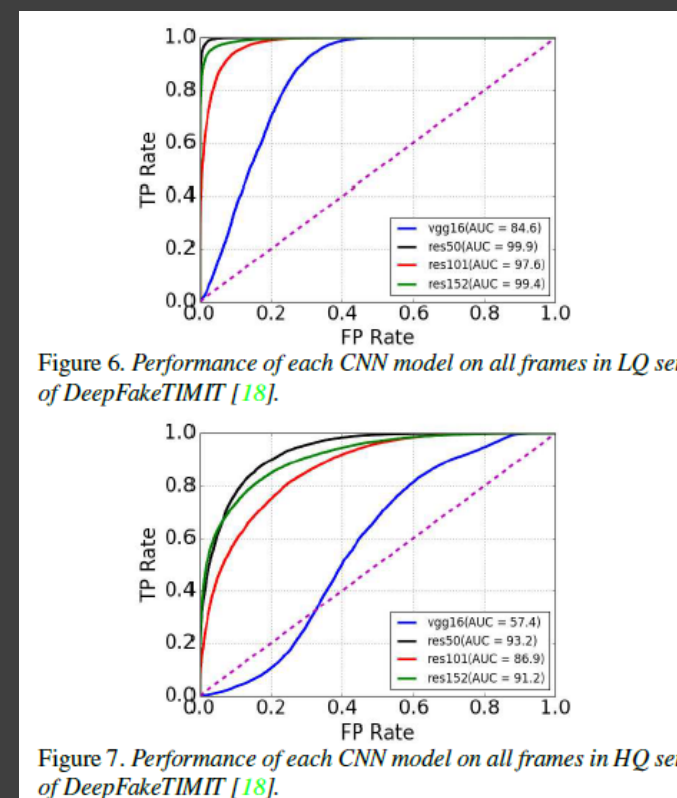 1.0
0.8
0.6
0.4
0.2
0.0
TP Rate
vgg16(AUC = 84.6)
res50(AUC = 99.9)
res101(AUC = 97.6)
res152(AUC = 99.4)
0.0 0.2 0.4 0.6 0.8 1.0
FP Rate
Figure 6. Performance of each CNN model on all frames in LQ set
of DeepFakeTIMIT [18].
1.0
0.8
0.6
0.4
0.2
0.0
TP Rate
vgg16(AUC = 57.4)
res50(AUC = 93.2)
res101(AUC = 86.9)
res152(AUC = 91.2)
0.0 0.2 0.4 0.6 0.8 1.0
FP Rate
Figure 7. Performance of each CNN model on all frames in HQ set
of DeepFakeTIMIT [18].